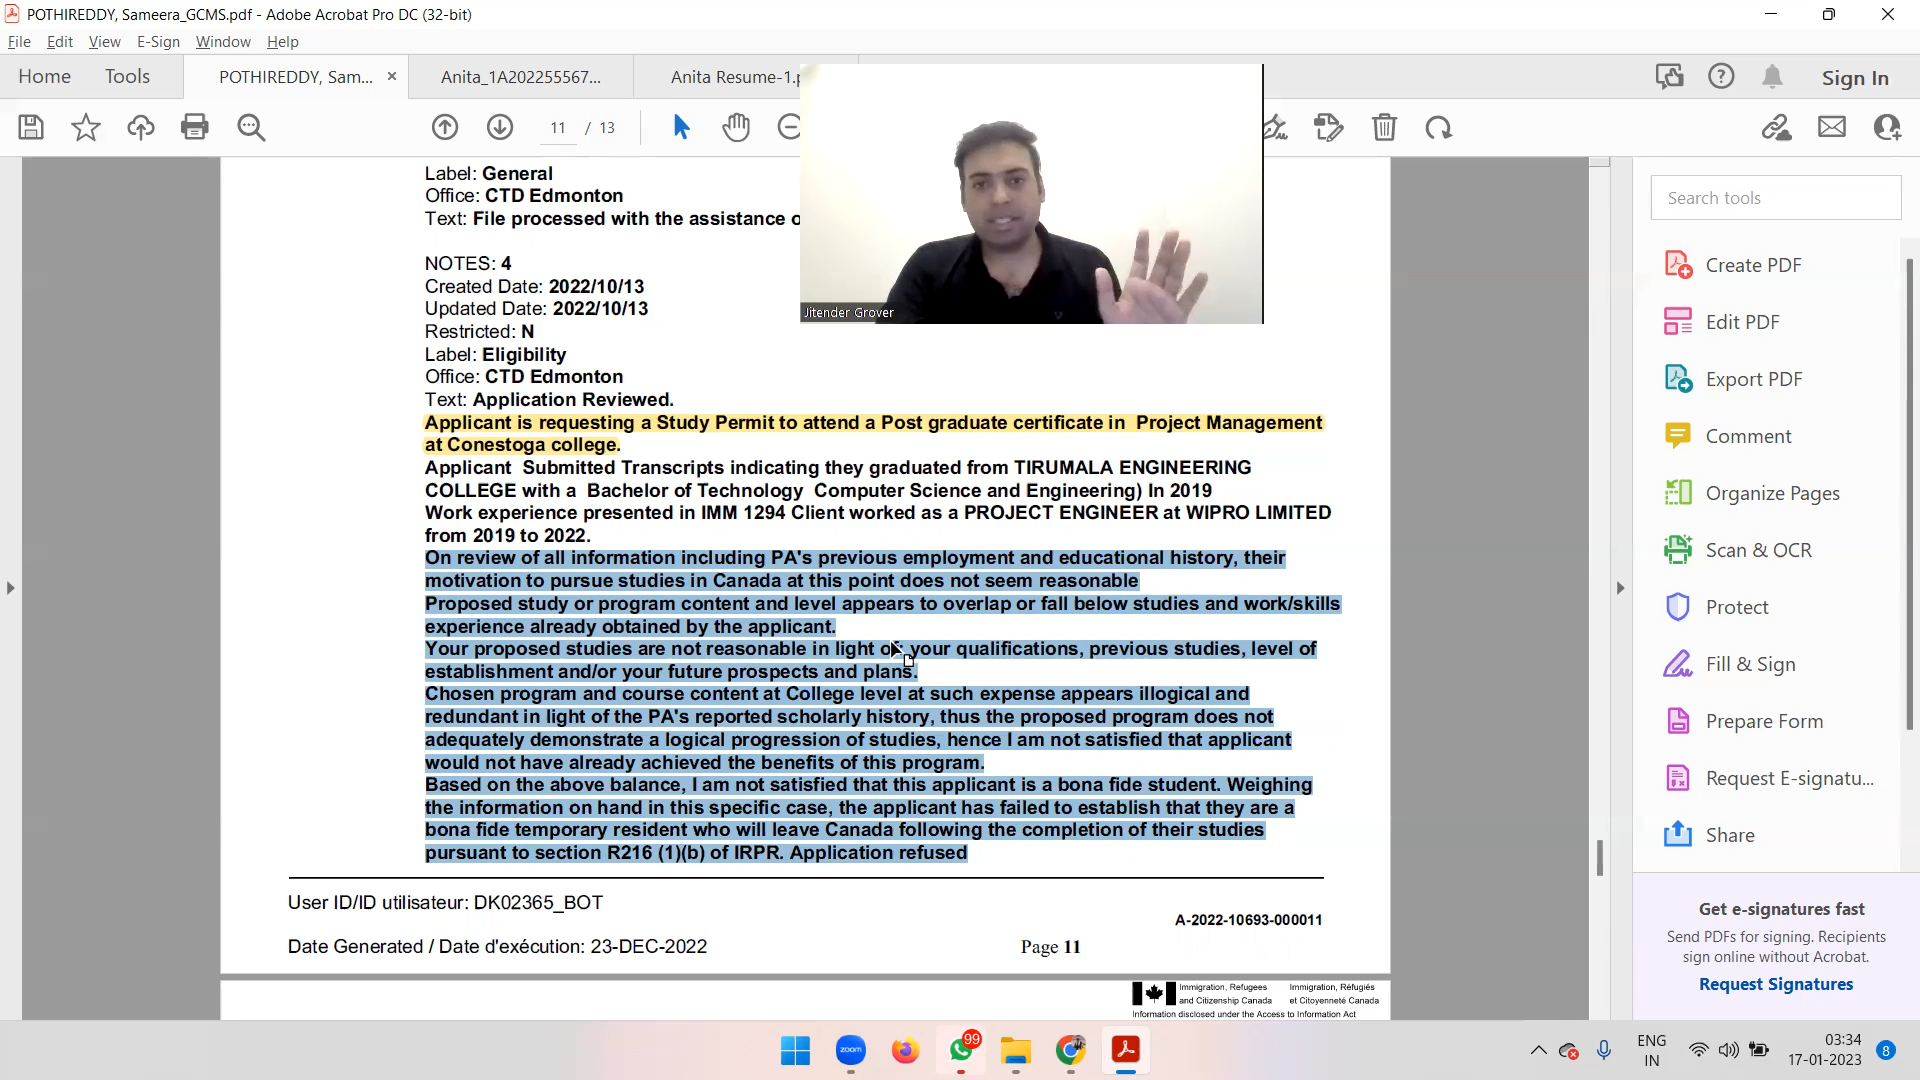 POTHIREDDY, Sameera_GCMS.pdf - Adobe Acrobat Pro DC (32-bit)
File Edit View E-Sign Window Help
Home Tools POTHIREDDY, Sam... × Anita_1A202255567... Anita Resume-1.p Sign In
11 / 13
Label: General
Office: CTD Edmonton
Text: File processed with the assistance o
Jitender Grover
NOTES: 4
Created Date: 2022/10/13
Updated Date: 2022/10/13
Restricted: N
Label: Eligibility
Office: CTD Edmonton
Text: Application Reviewed.
Applicant is requesting a Study Permit to attend a Post graduate certificate in Project Management
at Conestoga college.
Applicant Submitted Transcripts indicating they graduated from TIRUMALA ENGINEERING
COLLEGE with a Bachelor of Technology Computer Science and Engineering) In 2019
Work experience presented in IMM 1294 Client worked as a PROJECT ENGINEER at WIPRO LIMITED
from 2019 to 2022.
On review of all information including PA's previous employment and educational history, their
motivation to pursue studies in Canada at this point does not seem reasonable
Proposed study or program content and level appears to overlap or fall below studies and work/skills
experience already obtained by the applicant.
Your proposed studies are not reasonable in light of your qualifications, previous studies, level of
establishment and/or your future prospects and plans.
Chosen program and course content at College level at such expense appears illogical and
redundant in light of the PA's reported scholarly history, thus the proposed program does not
adequately demonstrate a logical progression of studies, hence I am not satisfied that applicant
would not have already achieved the benefits of this program.
Based on the above balance, I am not satisfied that this applicant is a bona fide student. Weighing
the information on hand in this specific case, the applicant has failed to establish that they are a
bona fide temporary resident who will leave Canada following the completion of their studies
pursuant to section R216 (1)(b) of IRPR. Application refused
User ID/ID utilisateur: DK02365_BOT
A-2022-10693-000011
Date Generated / Date d'exécution: 23-DEC-2022 Page 11
Immigration, Refugees Immigration, Réfugiés
and Citizenship Canada et Citoyenneté Canada
Information disclosed under the Access to Information Act
Search tools
Create PDF
Edit PDF
Export PDF
Comment
Organize Pages
Scan & OCR
Protect
Fill & Sign
Prepare Form
Request E-signatu...
Share
Get e-signatures fast
Send PDFs for signing. Recipients
sign online without Acrobat.
Request Signatures
zoom
99
ENG
IN
03:34
17-01-2023
8